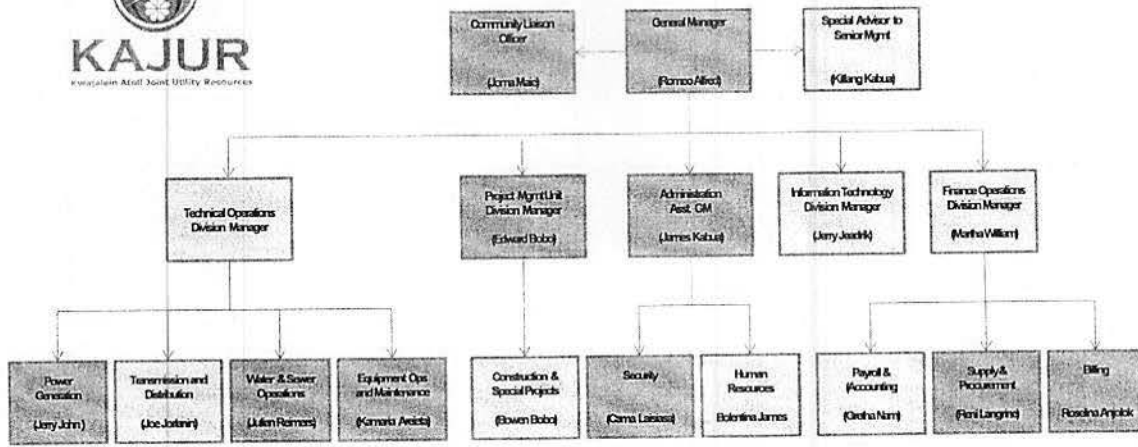 KAJUR
Kwajalein Atoll Joint Utility Resources
Community Liaison
Officer
(Joma Maie)
General Manager
(Romeo Alfred)
Special Advisor to
Senior Mgmt
(Killang Kabua)
Technical Operations
Division Manager
Project Mgmt Unit
Division Manager
(Edward Bobo)
Administration
Asst. GM
(James Kabua)
Information Technology
Division Manager
(Jerry Jeadrik)
Finance Operations
Division Manager
(Martha William)
Power
Generation
(Jerry John )
Transmission and
Distribution
(Joe Jorlanin)
Water & Sewer
Operations
(Julien Reimers)
Equipment Ops
and Maintenance
(Kamaria
Construction &
Special Projects
(Bowen Bobo)
Security
(Cama Laisiasa)
Human
Resources
Bolentina James
Payroll &
(Accounting
(Gretha Nam)
Supply &
Procurement
(Reni Langrine)
Billing
Roselina Anjolok